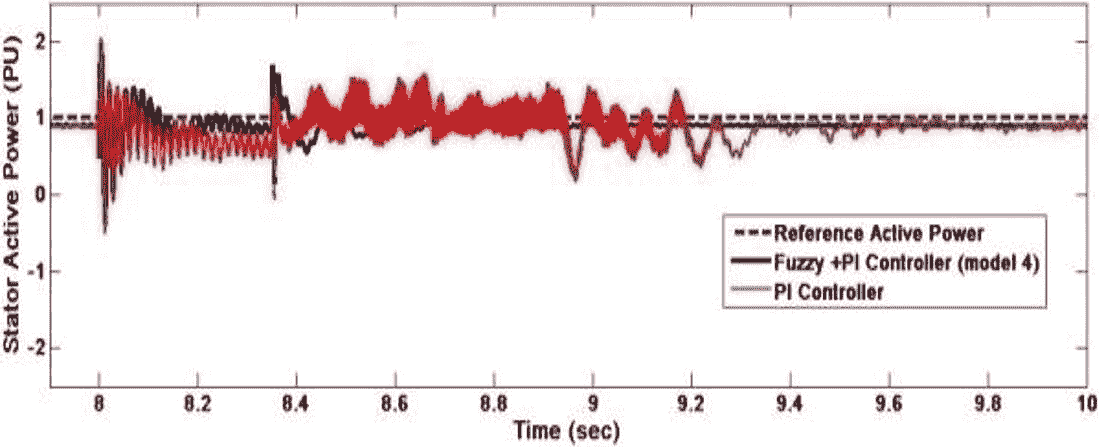 Stator Active Power (PU)
2
1
0
-1
-2
8 8.2 8.4 8.6 8.8 9 9.2 9.4 9.6 9.8 10
Time (sec)
Reference Active Power
Fuzzy +PI Controller (model 4)
PI Controller